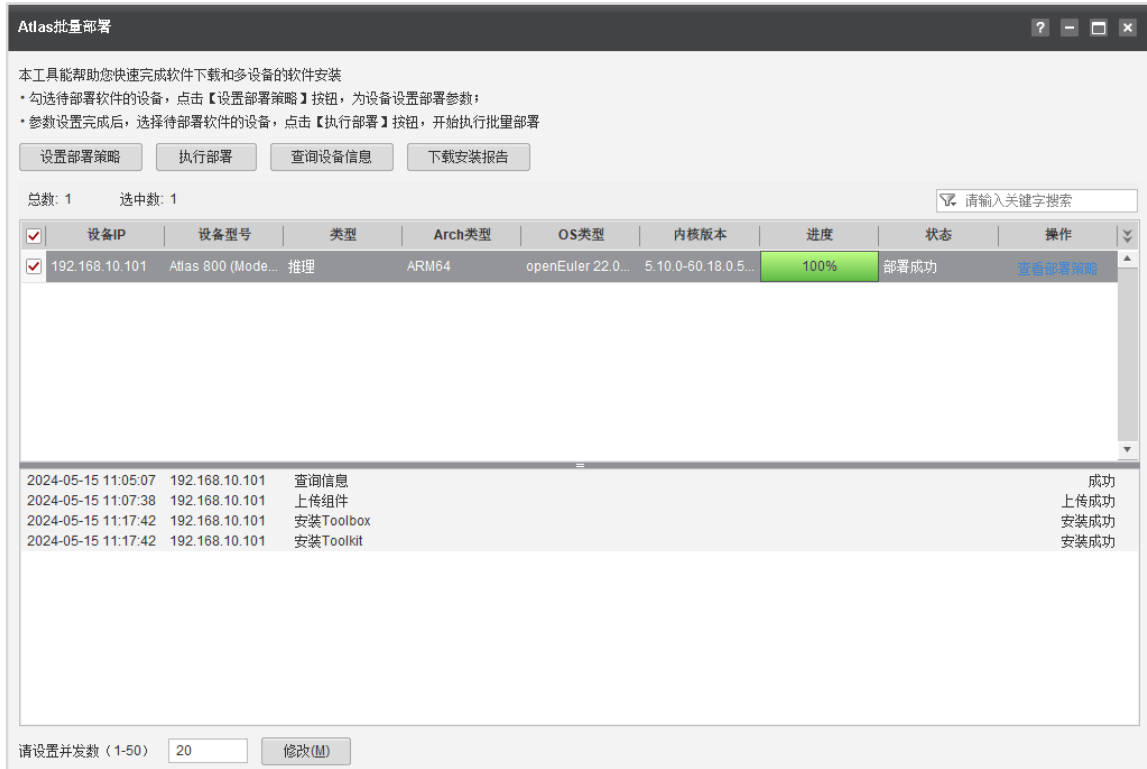 Atlas批量部署
本工具能帮助您快速完成软件下载和多设备的软件安装
• 勾选待部署软件的设备，点击【设置部署策略】按钮，为设备设置部署参数；
• 参数设置完成后，选择待部署软件的设备，点击【执行部署】按钮，开始执行批量部署
设置部署策略 执行部署 查询设备信息 下载安装报告
总数: 1 选中数: 1 请输入关键字搜索
设备IP 设备型号 类型 Arch类型 OS类型 内核版本 进度 状态 操作
192.168.10.101 Atlas 800 (Mode... 推理 ARM64 openEuler 22.0... 5.10.0-60.18.0.5... 100% 部署成功 查看部署策略
2024-05-15 11:05:07 192.168.10.101 查询信息 成功
2024-05-15 11:07:38 192.168.10.101 上传组件 上传成功
2024-05-15 11:17:42 192.168.10.101 安装Toolbox 安装成功
2024-05-15 11:17:42 192.168.10.101 安装Toolkit 安装成功
请设置并发数（1-50） 20 修改(M)